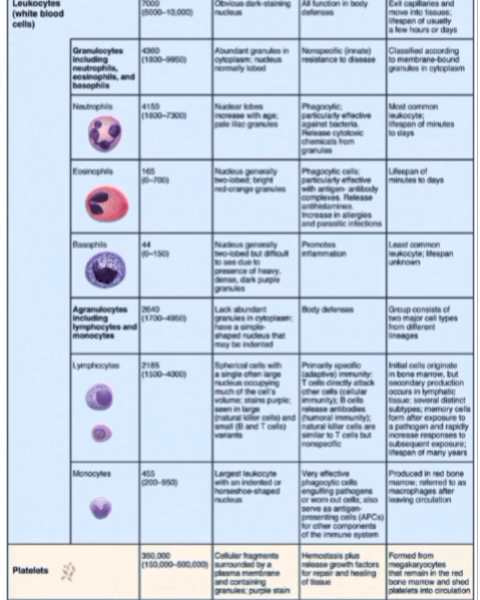 Leukocytes
(white blood
cells)
7000
(5000–10,000)
Obvious dark-staining
nucleus
All function in body
defenses
Exit capillaries and
move into tissues;
lifespan of usually
a few hours or days
Granulocytes
including
neutrophils,
eosinophils, and
basophils
4360
(1800–9950)
Abundant granules in
cytoplasm; nucleus
normally lobed
Nonspecific (innate)
resistance to disease
Classified according
to membrane-bound
granules in cytoplasm
Neutrophils
4150
(1800–7300)
Nuclear lobes
increase with age;
pale lilac granules
Phagocytic;
particularly effective
against bacteria.
Release cytotoxic
chemicals from
granules
Most common
leukocyte;
lifespan of minutes
to days
Eosinophils
165
(0–700)
Nucleus generally
two-lobed; bright
red-orange granules
Phagocytic cells;
particularly effective
with antigen- antibody
complexes. Release
antihistamines.
Increase in allergies
and parasitic infections
Lifespan of
minutes to days
Basophils
44
(0–150)
Nucleus generally
two-lobed but difficult
to see due to
presence of heavy,
dense, dark purple
granules
Promotes
inflammation
Least common
leukocyte; lifespan
unknown
Agranulocytes
including
lymphocytes and
monocytes
2640
(1700–4950)
Lack abundant
granules in cytoplasm;
have a simple-
shaped nucleus that
may be indented
Body defenses
Group consists of
two major cell types
from different
lineages
Lymphocytes
2185
(1500–4000)
Spherical cells with
a single often large
nucleus occupying
much of the cell's
volume; stains purple;
seen in large
(natural killer cells) and
small (B and T cells)
variants
Primarily specific
(adaptive) immunity:
T cells directly attack
other cells (cellular
immunity); B cells
release antibodies
(humoral immunity);
natural killer cells are
similar to T cells but
nonspecific
Initial cells originate
in bone marrow, but
secondary production
occurs in lymphatic
tissue; several distinct
subtypes; memory cells
form after exposure to
a pathogen and rapidly
increase responses to
subsequent exposure;
lifespan of many years
Monocytes
455
(200–950)
Largest leukocyte
with an indented or
horseshoe-shaped
nucleus
Very effective
phagocytic cells
engulfing pathogens
or worn out cells; also
serve as antigen-
presenting cells (APCs)
for other components
of the immune system
Produced in red bone
marrow; referred to as
macrophages after
leaving circulation
Platelets
350,000
(150,000–500,000)
Cellular fragments
surrounded by a
plasma membrane
and containing
granules; purple stain
Hemostasis plus
release growth factors
for repair and healing
of tissue
Formed from
megakaryocytes
that remain in the red
bone marrow and shed
platelets into circulation